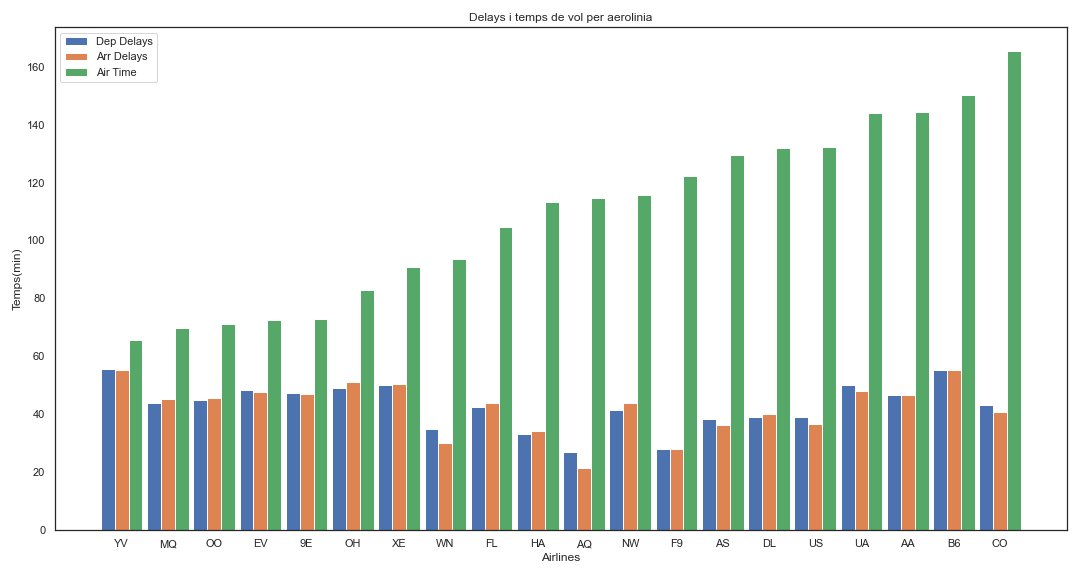 Delays i temps de vol per aerolinia
Dep Delays
Arr Delays
Air Time
160
140
120
100
80
60
40
20
0
Temps(min)
YV MQ OO EV 9E OH XE WN FL HA AQ NW F9 AS DL US UA AA B6 CO
Airlines